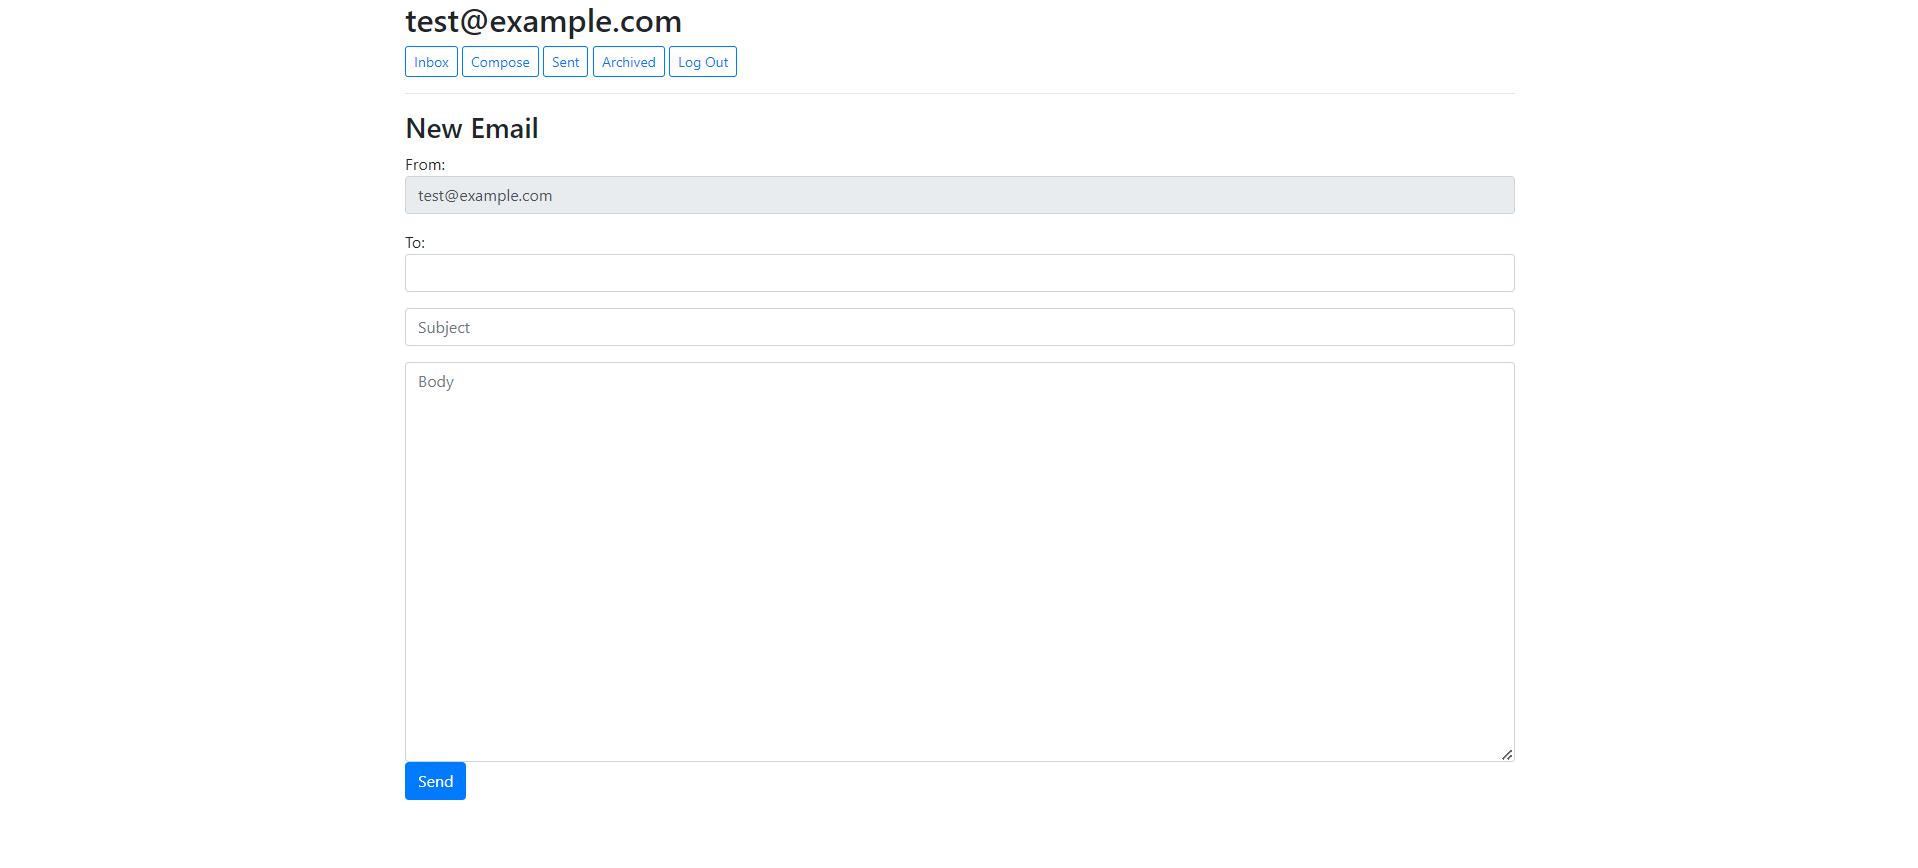 test@example.com
Inbox Compose Sent Archived Log Out
New Email
From:
test@example.com
To:
Subject
Body
Send